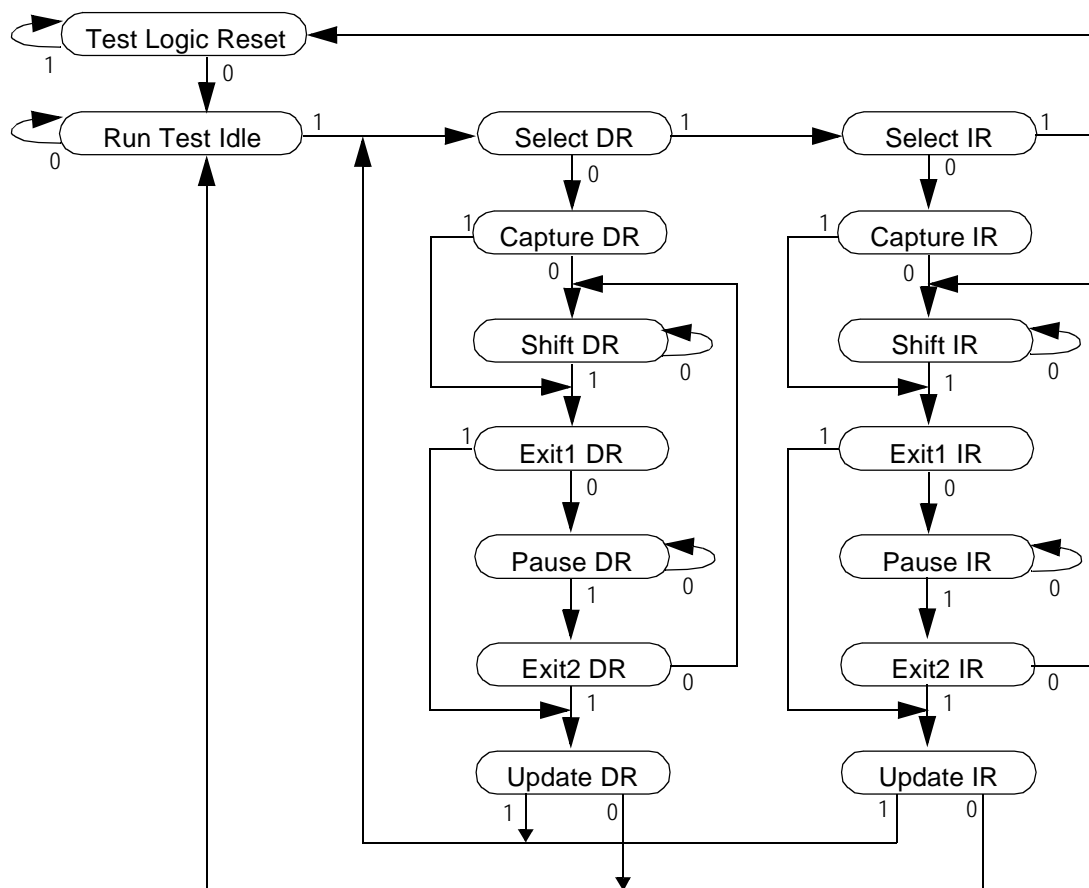 Test Logic Reset
1
0
Run Test Idle
1
0
Select DR
1
0
Select IR
1
0
Capture DR
1
0
Capture IR
1
0
Shift DR
0
1
Shift IR
0
1
Exit1 DR
1
0
Exit1 IR
1
0
Pause DR
0
1
Pause IR
0
1
Exit2 DR
0
1
Exit2 IR
0
1
Update DR
1
0
Update IR
1
0